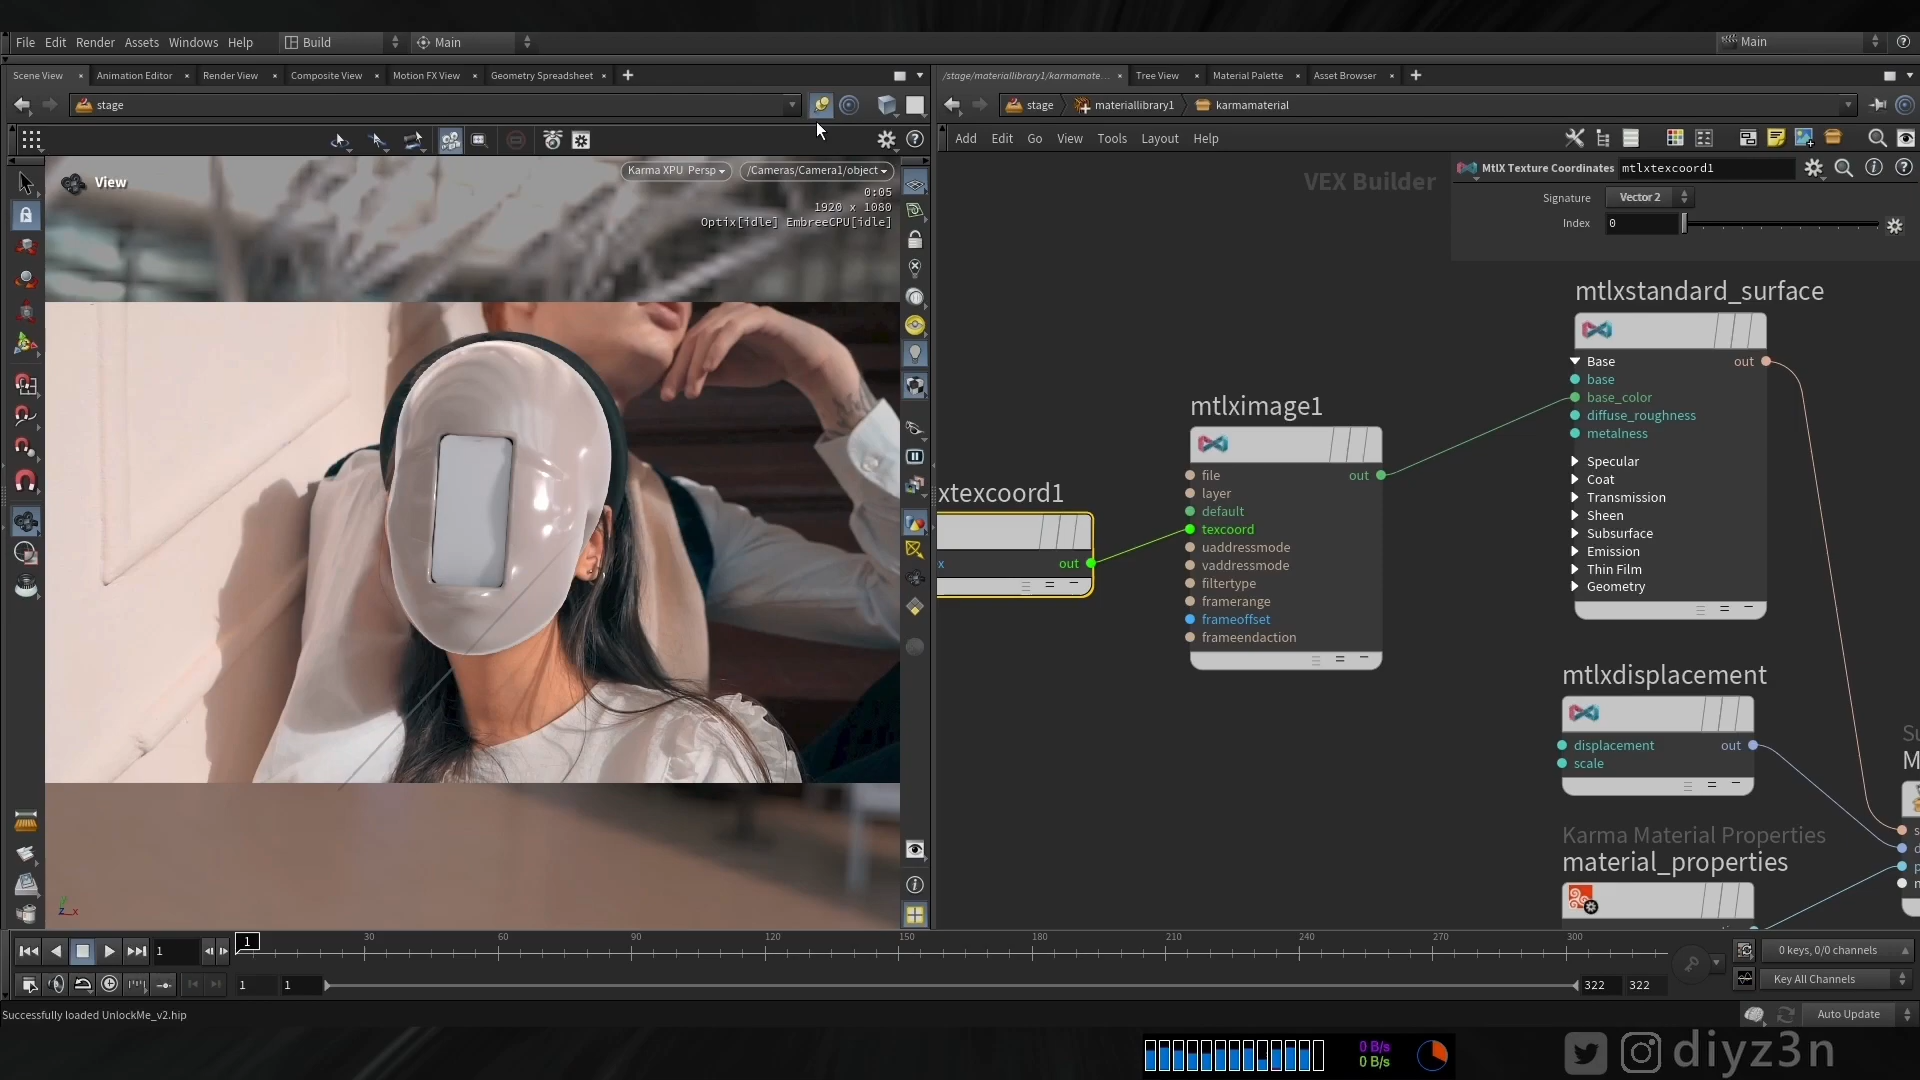 File Edit Render Assets Windows Help Build Main Main
Scene View × Animation Editor × Render View × Composite View × Motion FX View × Geometry Spreadsheet ×
/stage/materiallibrary1/karmamate... × Tree View × Material Palette × Asset Browser ×
stage
stage materiallibrary1 karmamaterial
Add Edit Go View Tools Layout Help
View
Karma XPU Persp /Cameras/Camera1/object
0:05
1920 x 1080
Optix[idle] EmbreeCPU[idle]
VEX Builder
MtlX Texture Coordinates mtlxtexcoord1
Signature Vector 2
Index 0
mtlxstandard_surface
Base out
base
base_color
diffuse_roughness
metalness
Specular
Coat
Transmission
Sheen
Subsurface
Emission
Thin Film
Geometry
mtlximage1
file out
layer
default
texcoord
uaddressmode
vaddressmode
filtertype
framerange
frameoffset
frameendaction
xtexcoord1
x out
mtlxdisplacement
displacement out
scale
Karma Material Properties
material_properties
Su
M
s
d
p
n
z x
1 1 30 60 90 120 150 180 210 240 270 300
0 keys, 0/0 channels
1 1 322 322
Key All Channels
Successfully loaded UnlockMe_v2.hip
Auto Update
0 B/s
0 B/s
diyz3n